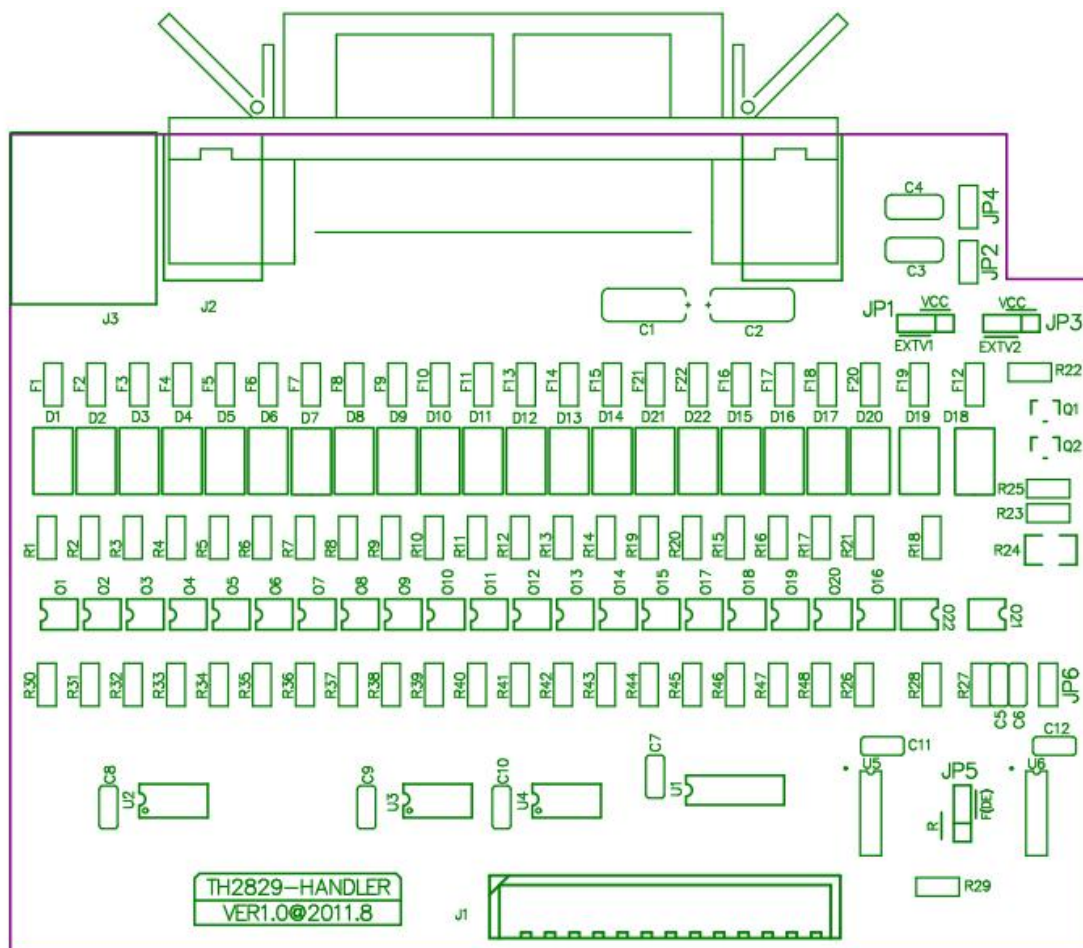 C4
JP4
C3
JP2
J3
J2
C1
+ +
C2
JP1
VCC
EXTV1
VCC
EXTV2
JP3
F1 F2 F3 F4 F5 F6 F7 F8 F9 F10 F11 F13 F14 F15 F21 F22 F16 F17 F18 F20 F19 F12 R22
D1 D2 D3 D4 D5 D6 D7 D8 D9 D10 D11 D12 D13 D14 D21 D22 D15 D16 D17 D20 D19 D18 Q1
Q2
R25
R23
R1 R2 R3 R4 R5 R6 R7 R8 R9 R10 R11 R12 R13 R14 R19 R20 R15 R16 R17 R21 R18 R24
O1 O2 O3 O4 O5 O6 O7 O8 O9 O10 O11 O12 O13 O14 O15 O17 O18 O19 O20 O16 O22 O21
R30 R31 R32 R33 R34 R35 R36 R37 R38 R39 R40 R41 R42 R43 R44 R45 R46 R47 R48 R26 R28 R27 C5 C6 JP6
C8 U2 C9 U3 C10 U4 C7 U1 C11 U5 JP5 C12 U6
R F(DE)
TH2829-HANDLER
VER1.0@2011.8
J1
R29